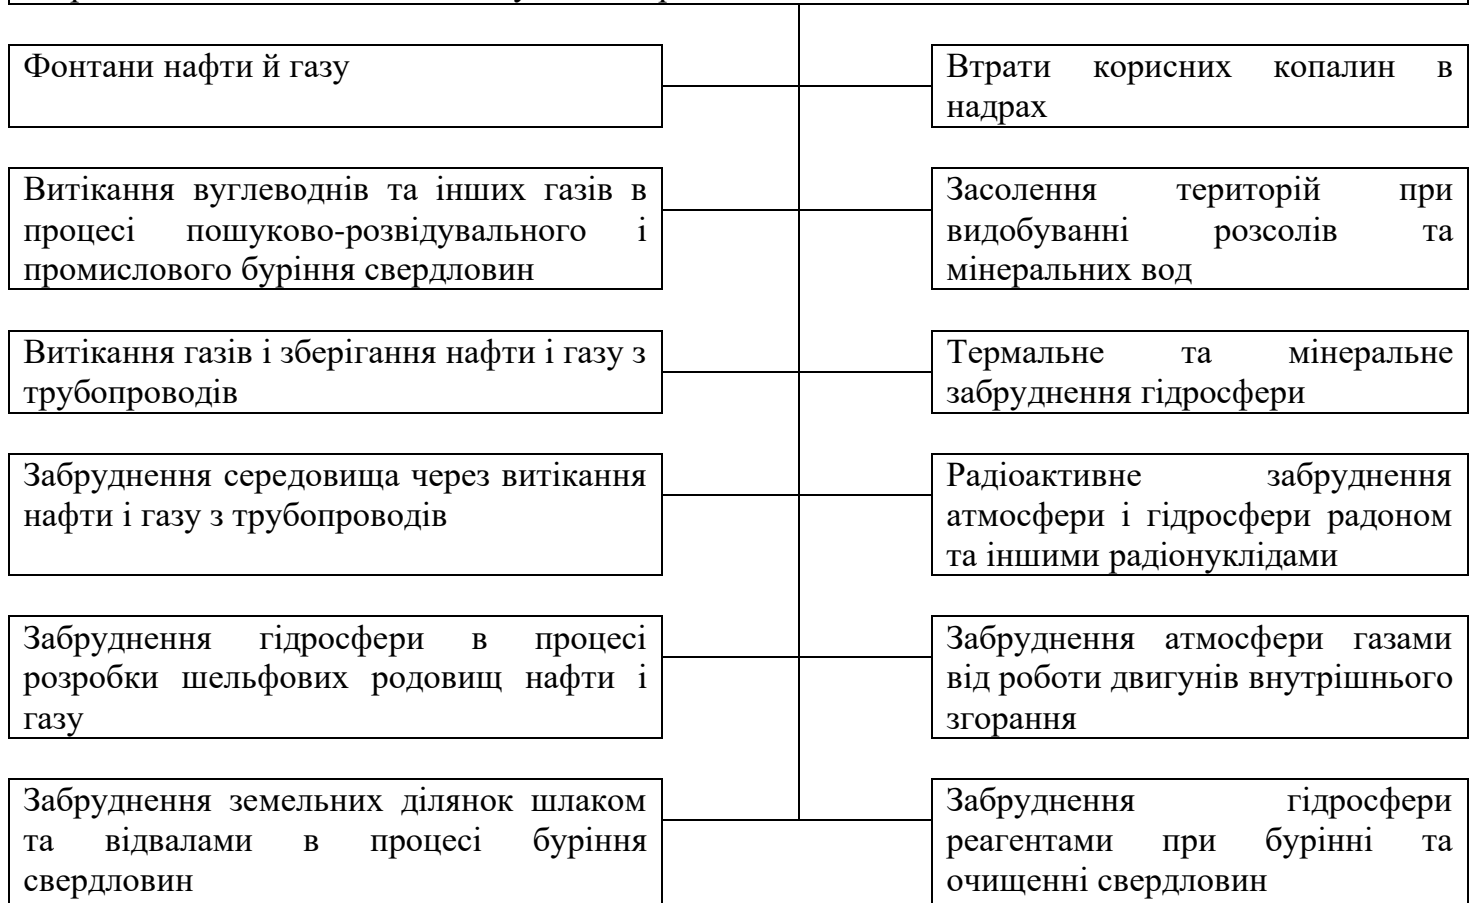 Фонтани нафти й газу
Втрати корисних копалин в
надрах
Витікання вуглеводнів та інших газів в
процесі пошуково-розвідувального і
промислового буріння свердловин
Засолення територій при
видобуванні розсолів та
мінеральних вод
Витікання газів і зберігання нафти і газу з
трубопроводів
Термальне та мінеральне
забруднення гідросфери
Забруднення середовища через витікання
нафти і газу з трубопроводів
Радіоактивне забруднення
атмосфери і гідросфери радоном
та іншими радіонуклідами
Забруднення гідросфери в процесі
розробки шельфових родовищ нафти і
газу
Забруднення атмосфери газами
від роботи двигунів внутрішнього
згорання
Забруднення земельних ділянок шлаком
та відвалами в процесі буріння
свердловин
Забруднення гідросфери
реагентами при бурінні та
очищенні свердловин